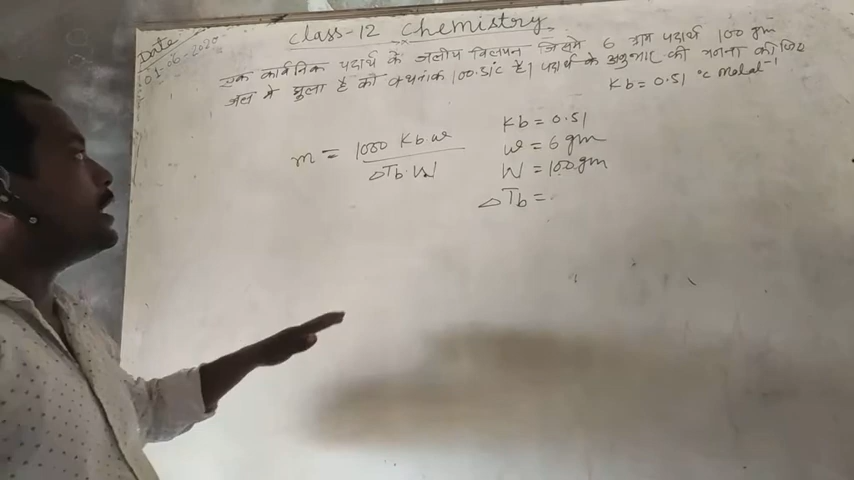 Class-12 Chemistry
Date
01-06-2020
एक कार्बनिक पदार्थ के जलीय विलयन जिसमे 6 ग्राम पदार्थ 100 gm
जल मे घुला है की क्वथनांक 100.51°C है। पदार्थ के अणुभार की गणना कीजिए
Kb = 0.51 °C Molal⁻¹
m = 1000 Kb w / ΔTb. W
Kb = 0.51
w = 6 gm
W = 100 gm
ΔTb =